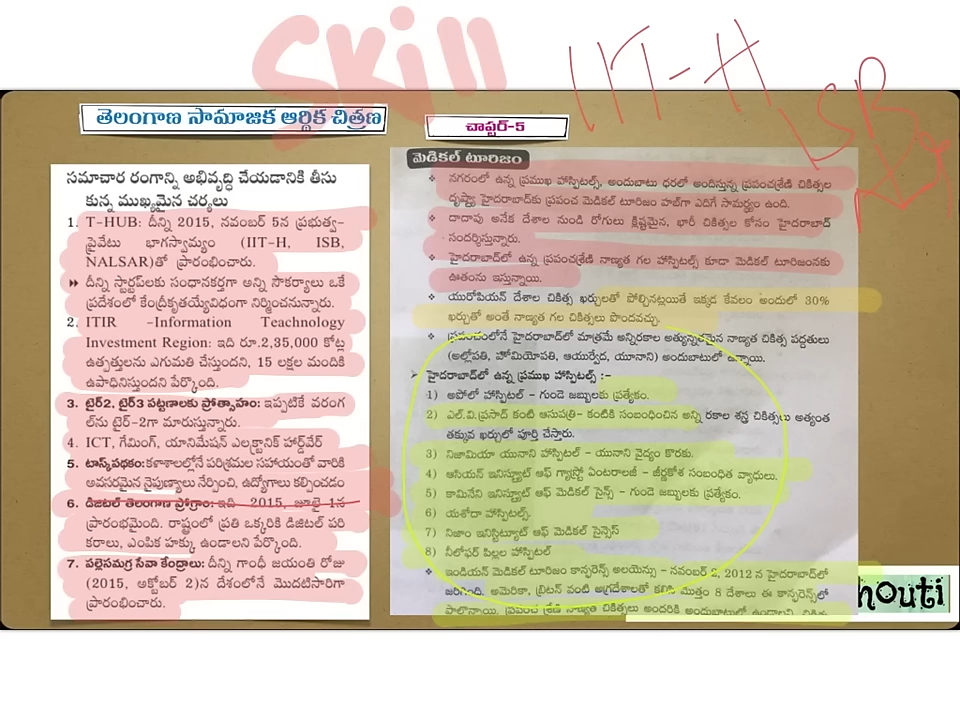 Skill
IIT-H
ISB
తెలంగాణ సామాజిక ఆర్థిక చిత్రణ
చాప్టర్-5
సమాచార రంగాన్ని అభివృద్ధి చేయడానికి తీసు
కున్న ముఖ్యమైన చర్యలు
1. T-HUB: దీన్ని 2015, నవంబర్ 5న ప్రభుత్వ-
ప్రైవేటు భాగస్వామ్యం (IIT-H, ISB,
NALSAR)తో ప్రారంభించారు.
దీన్ని స్టార్టప్‌లకు సంధానకర్తగా అన్ని సౌకర్యాలు ఒకే
ప్రదేశంలో కేంద్రీకృతయ్యేవిధంగా నిర్మించనున్నారు.
2. ITIR -Information Teachnology
Investment Region: ఇది రూ.2,35,000 కోట్ల
ఉత్పత్తులను ఎగుమతి చేస్తుందని, 15 లక్షల మందికి
ఉపాధినిస్తుందని పేర్కొంది.
3. టైర్2, టైర్3 పట్టణాలకు ప్రోత్సాహం: ఇప్పటికే వరంగ
ల్‌ను టైర్-2గా మారుస్తున్నారు.
4. ICT, గేమింగ్, యానిమేషన్ ఎలక్ట్రానిక్ హార్డ్‌వేర్
5. టాస్క్‌పథకం: కళాశాలల్లోనే పరిశ్రమల సహాయంతో వారికి
అవసరమైన నైపుణ్యాలు నేర్పించి, ఉద్యోగాలు కల్పించడం
6. డిజిటల్ తెలంగాణ ప్రోగ్రాం: ఇది 2015, జూలై 1న
ప్రారంభమైంది. రాష్ట్రంలో ప్రతి ఒక్కరికి డిజిటల్ పరి
కరాలు, ఎంపిక హక్కు ఉండాలని పేర్కొంది.
7. పల్లెసమగ్ర సేవా కేంద్రాలు: దీన్ని గాంధీ జయంతి రోజు
(2015, అక్టోబర్ 2)న దేశంలోనే మొదటిసారిగా
ప్రారంభించారు.
మెడికల్ టూరిజం
❖ నగరంలో ఉన్న ప్రముఖ హాస్పిటల్స్, అందుబాటు ధరలో అందిస్తున్న ప్రపంచశ్రేణి చికిత్సల
దృష్ట్యా హైదరాబాద్‌కు ప్రపంచ మెడికల్ టూరిజం హబ్‌గా ఎదిగే సామర్థ్యం ఉంది.
❖ దాదాపు అనేక దేశాల నుండి రోగులు క్లిష్టమైన, భారీ చికిత్సల కోసం హైదరాబాద్
సందర్శిస్తున్నారు.
❖ హైదరాబాద్‌లో ఉన్న ప్రపంచశ్రేణి నాణ్యత గల హాస్పిటల్స్ కూడా మెడికల్ టూరిజంనకు
ఊతంను ఇస్తున్నాయి.
❖ యురోపియన్ దేశాల చికిత్స ఖర్చులతో పోల్చినట్లయితే ఇక్కడ కేవలం అందులో 30%
ఖర్చుతో అంతే నాణ్యత గల చికిత్సలు పొందవచ్చు.
❖ ప్రపంచంలోనే హైదరాబాద్‌లో మాత్రమే అన్నిరకాల అత్యున్నతమైన నాణ్యత చికిత్స పద్ధతులు
(అల్లోపతి, హోమియోపతి, ఆయుర్వేద, యూనాని) అందుబాటులో ఉన్నాయి.
➤ హైదరాబాద్‌లో ఉన్న ప్రముఖ హాస్పిటల్స్ :-
1) అపోలో హాస్పిటల్ - గుండె జబ్బులకు ప్రత్యేకం.
2) ఎల్.వి.ప్రసాద్ కంటి ఆసుపత్రి- కంటికి సంబంధించిన అన్ని రకాల శస్త్ర చికిత్సలు అత్యంత
తక్కువ ఖర్చులో పూర్తి చేస్తారు.
3) నిజామియా యునాని హాస్పిటల్ - యునాని వైద్యం కొరకు.
4) ఆసియన్ ఇన్స్టిట్యూట్ ఆఫ్ గ్యాస్ట్రో ఏంటరాలజీ - జీర్ణకోశ సంబంధిత వ్యాధులు.
5) కామినేని ఇన్స్టిట్యూట్ ఆఫ్ మెడికల్ సైన్స్ - గుండె జబ్బులకు ప్రత్యేకం.
6) యశోదా హాస్పిటల్స్.
7) నిజాం ఇనిస్టిట్యూట్ ఆఫ్ మెడికల్ సైన్సెస్
8) నీలోఫర్ పిల్లల హాస్పిటల్
❖ ఇండియన్ మెడికల్ టూరిజం కాన్ఫరెన్స్ అలయెన్సు - నవంబర్ 2, 2012 న హైదరాబాద్‌లో
జరిగింది. అమెరికా, బ్రిటన్ వంటి అగ్రదేశాలతో కలిపి మొత్తం 8 దేశాలు ఈ కాన్ఫరెన్స్‌లో
పాల్గొన్నాయి. ప్రపంచ శ్రేణి నాణ్యత చికిత్సలు అందరికి అందుబాటులో ఉండాలని
houti